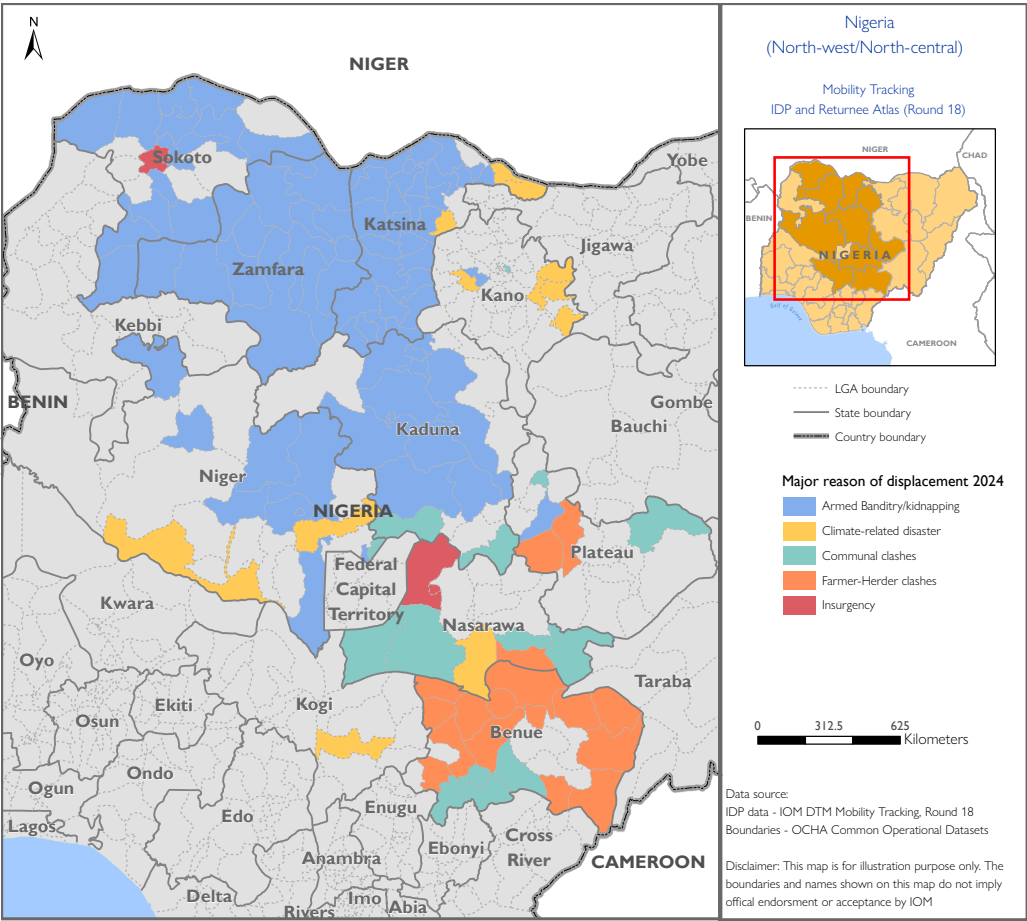 N
NIGER
Sokoto
Yobe
Katsina
Jigawa
Zamfara
Kano
Kebbi
BENIN
Gombe
Kaduna
Bauchi
Niger
NIGERIA
Plateau
Federal
Capital
Territory
Kwara
Nasarawa
Oyo
Taraba
Ekiti
Kogi
Osun
Benue
Ondo
Ogun
Edo
Enugu
Lagos
Cross
River
Ebonyi
Anambra
CAMEROON
Delta
Imo
Abia
Rivers
Nigeria
(North-west/North-central)
Mobility Tracking
IDP and Returnee Atlas (Round 18)
NIGER
CHAD
BENIN
NIGERIA
Gulf of Guinea
CAMEROON
LGA boundary
State boundary
Country boundary
Major reason of displacement 2024
Armed Banditry/kidnapping
Climate-related disaster
Communal clashes
Farmer-Herder clashes
Insurgency
0 312.5 625
Kilometers
Data source:
IDP data - IOM DTM Mobility Tracking, Round 18
Boundaries - OCHA Common Operational Datasets
Disclaimer: This map is for illustration purpose only. The
boundaries and names shown on this map do not imply
offical endorsment or acceptance by IOM